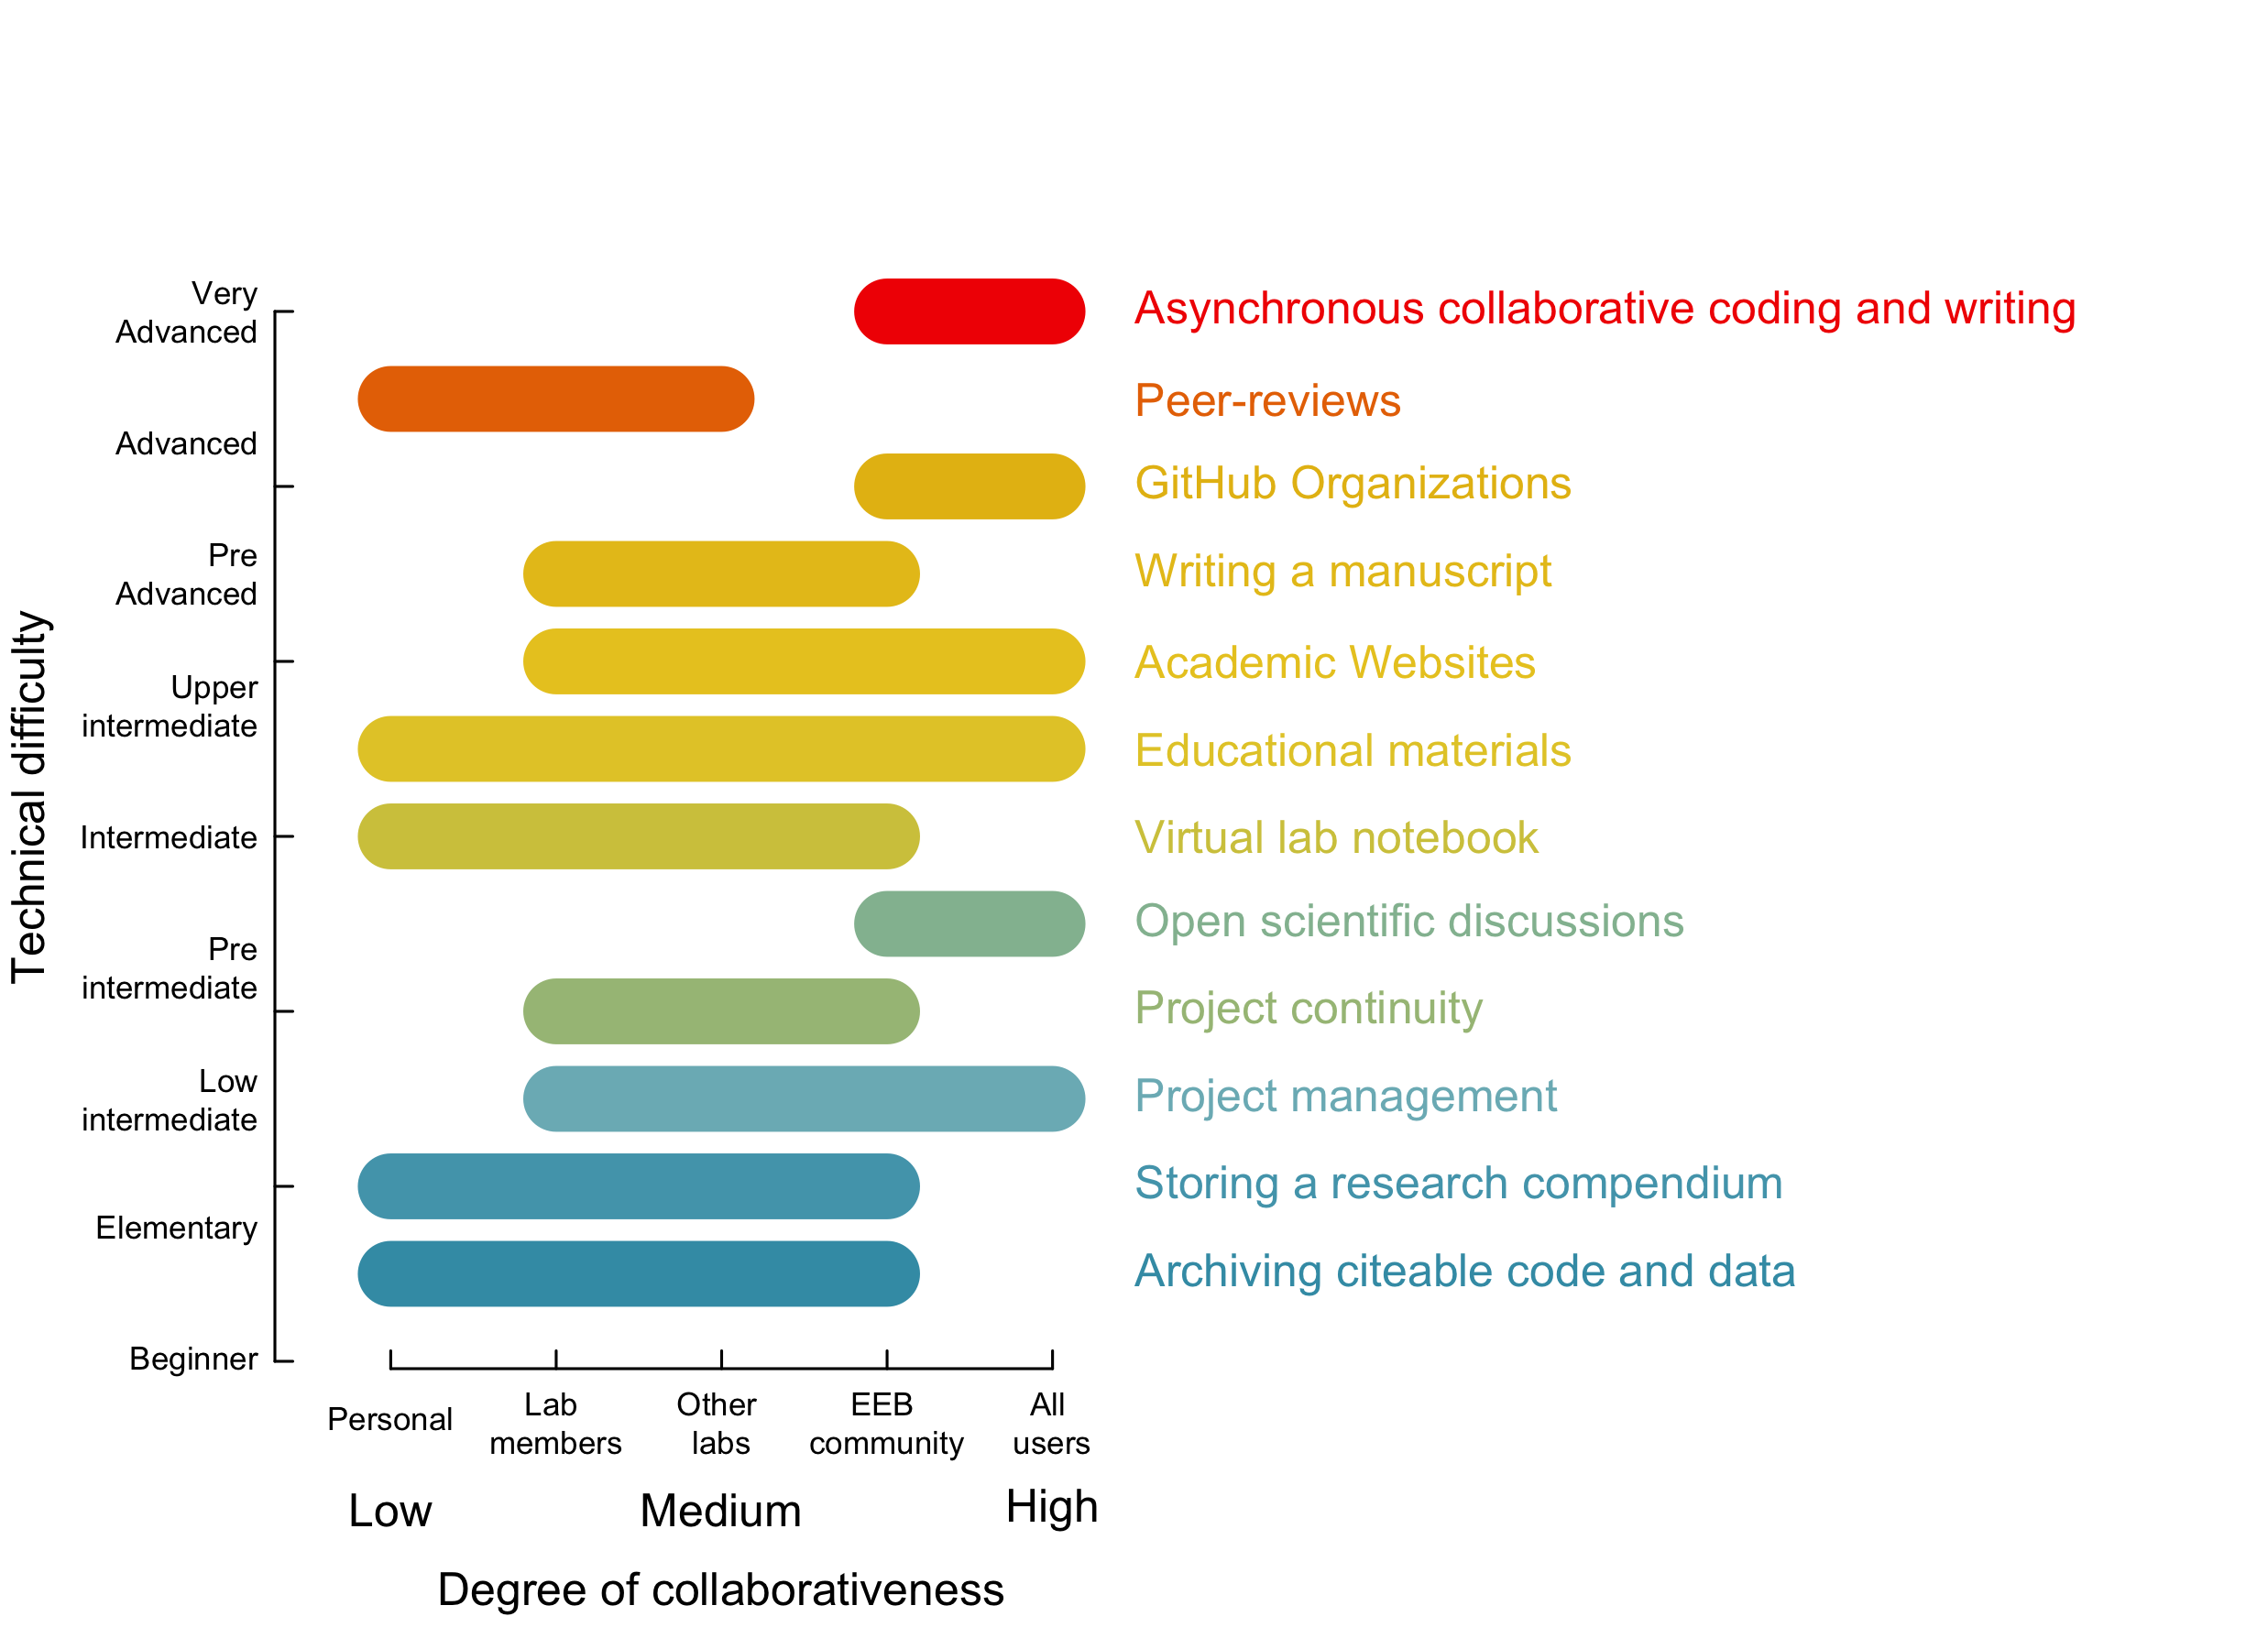 Very
Advanced
Advanced
Pre
Advanced
Upper
intermediate
Intermediate
Pre
intermediate
Low
intermediate
Elementary
Beginner
Technical difficulty
Asynchronous collaborative coding and writing
Peer-reviews
GitHub Organizations
Writing a manuscript
Academic Websites
Educational materials
Virtual lab notebook
Open scientific discussions
Project continuity
Project management
Storing a research compendium
Archiving citeable code and data
Personal
Lab
members
Other
labs
EEB
community
All
users
Low
Medium
High
Degree of collaborativeness